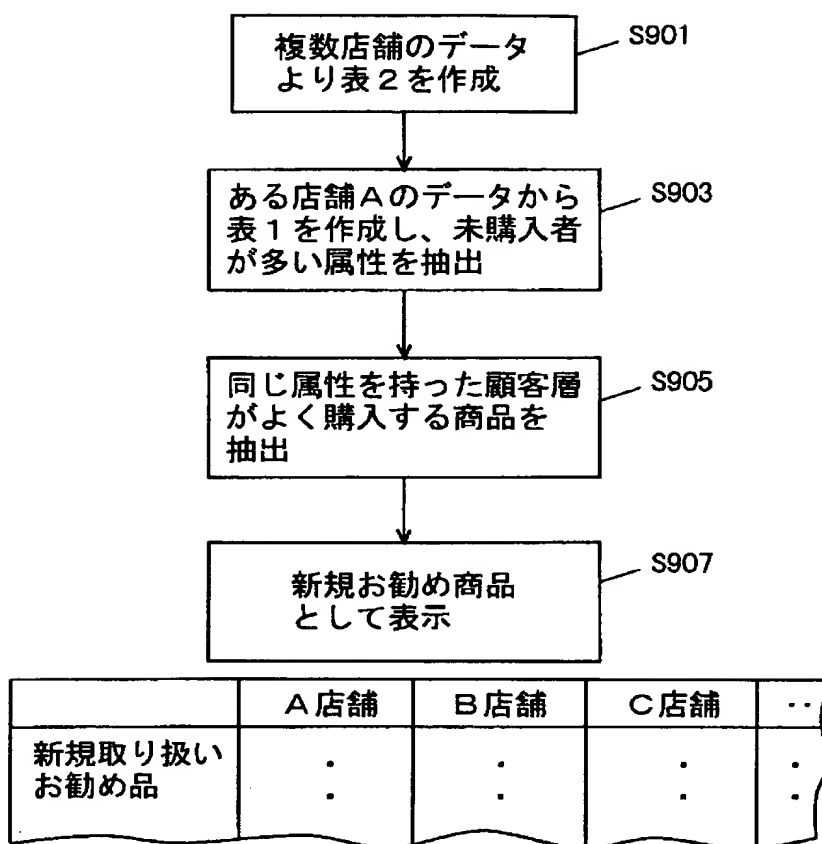 複数店舗のデータ
より表２を作成
S901
ある店舗Aのデータから
表１を作成し、未購入者
が多い属性を抽出
S903
同じ属性を持った顧客層
がよく購入する商品を
抽出
S905
新規お勧め商品
として表示
S907
A店舗 B店舗 C店舗 ‥
新規取り扱い
お勧め品